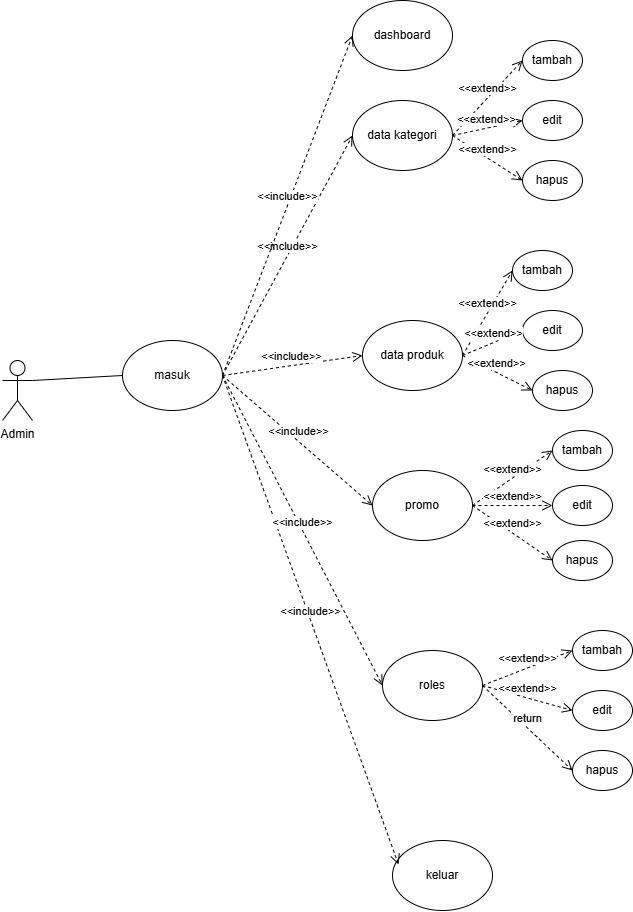 dashboard
tambah
<<extend>>
data kategori
<<extend>>
edit
<<extend>>
hapus
<<include>>
<<include>>
tambah
<<extend>>
<<extend>>
edit
<<include>>
data produk
<<extend>>
hapus
masuk
Admin
<<include>>
tambah
<<extend>>
promo
<<extend>>
edit
<<extend>>
hapus
<<include>>
<<include>>
tambah
<<extend>>
roles
<<extend>>
edit
return
hapus
keluar